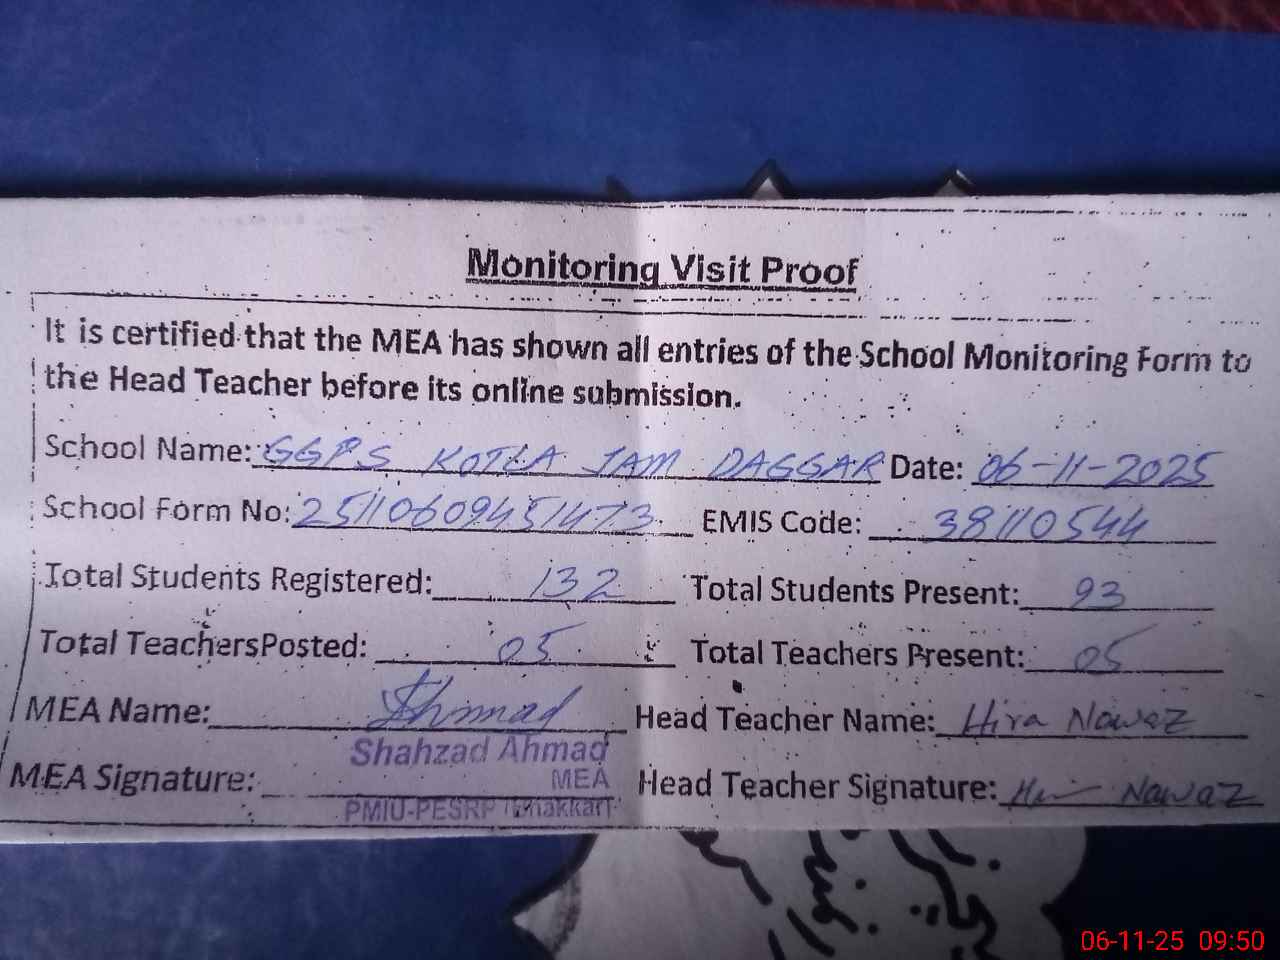 Monitoring Visit Proof
It is certified that the MEA has shown all entries of the School Monitoring Form to
the Head Teacher before its online submission.
School Name: GGPS KOTLA JAM DAGGAR Date: 06-11-2025
School Form No: 25110609451473 EMIS Code: 38110544
Total Students Registered: 132 Total Students Present: 93
Total TeachersPosted: 05 Total Teachers Present: 05
MEA Name: Ahmad Head Teacher Name: Hira Nawaz
Shahzad Ahmad
MEA
MEA Signature: Head Teacher Signature: Nawaz
PMIU-PESRP (Bhakkar)
06-11-25 09:50